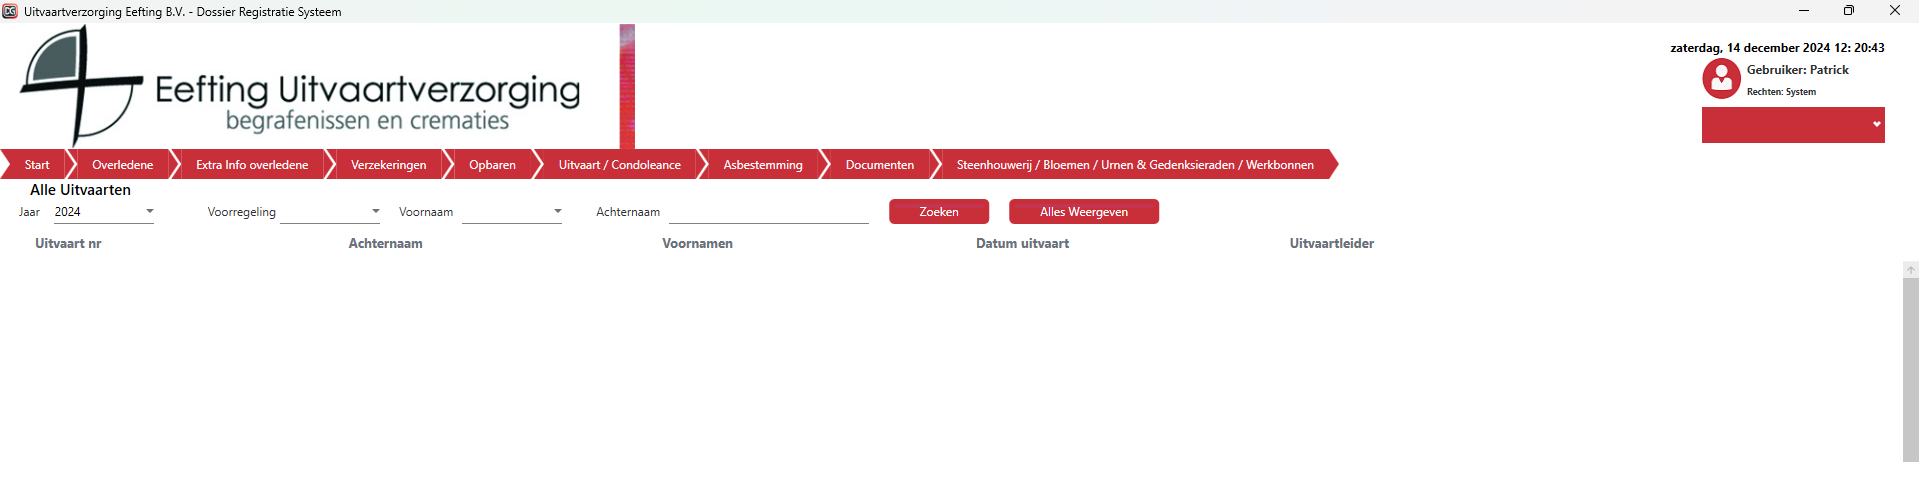 Uitvaartverzorging Eefting B.V. - Dossier Registratie Systeem
Eefting Uitvaartverzorging
begrafenissen en crematies
zaterdag, 14 december 2024 12: 20:43
Gebruiker: Patrick
Rechten: System
Start Overledene Extra Info overledene Verzekeringen Opbaren Uitvaart / Condoleance Asbestemming Documenten Steenhouwerij / Bloemen / Urnen & Gedenksieraden / Werkbonnen
Alle Uitvaarten
Jaar 2024 Voorregeling Voornaam Achternaam Zoeken Alles Weergeven
Uitvaart nr Achternaam Voornamen Datum uitvaart Uitvaartleider